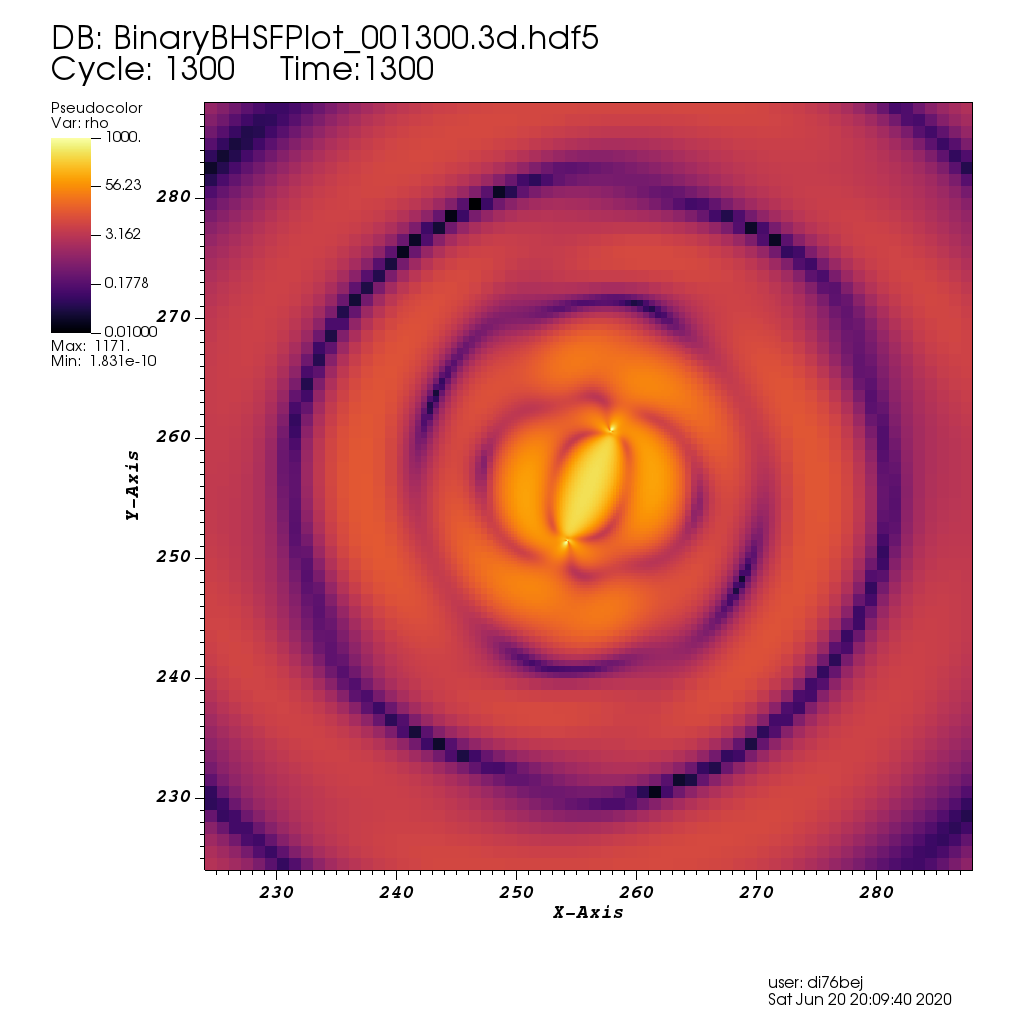 DB: BinaryBHSFPlot_001300.3d.hdf5
Cycle: 1300 Time:1300
Pseudocolor
Var: rho
1000.
56.23
3.162
0.1778
0.01000
Max: 1171.
Min: 1.831e-10
280
270
260
250
240
230
Y-Axis
230 240 250 260 270 280
X-Axis
user: di76bej
Sat Jun 20 20:09:40 2020